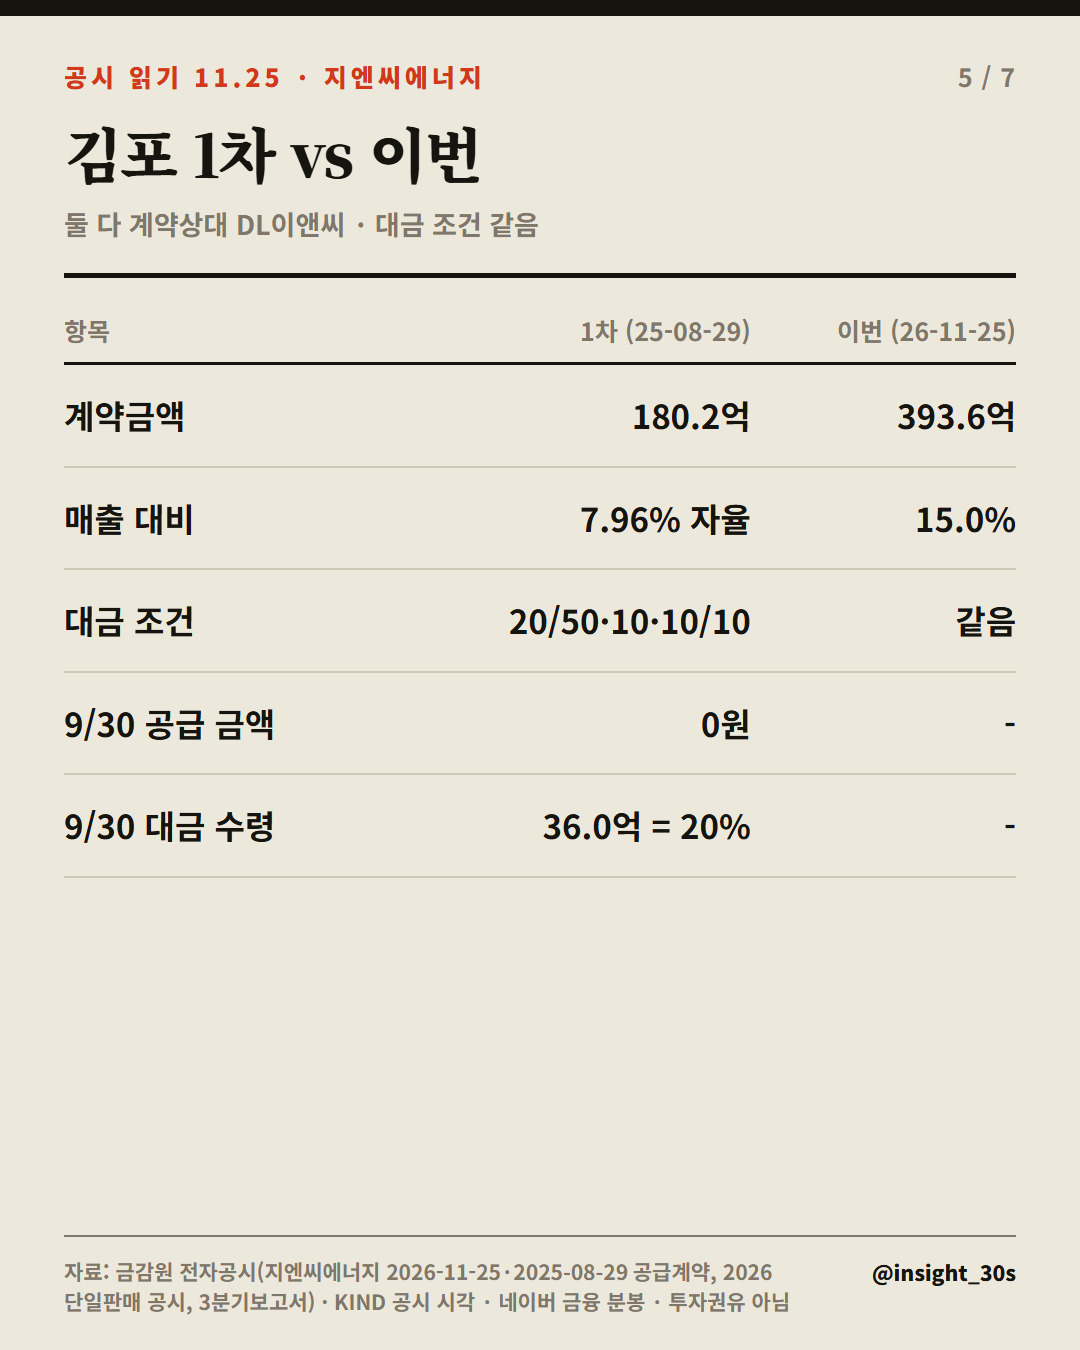 공시 읽기 11.25 · 지엔씨에너지
5 / 7
김포 1차 vs 이번
둘 다 계약상대 DL이앤씨 · 대금 조건 같음
항목 1차 (25-08-29) 이번 (26-11-25)
계약금액 180.2억 393.6억
매출 대비 7.96% 자율 15.0%
대금 조건 20/50·10·10/10 같음
9/30 공급 금액 0원 -
9/30 대금 수령 36.0억 = 20% -
자료: 금감원 전자공시(지엔씨에너지 2026-11-25·2025-08-29 공급계약, 2026
단일판매 공시, 3분기보고서) · KIND 공시 시각 · 네이버 금융 분봉 · 투자권유 아님
@insight_30s